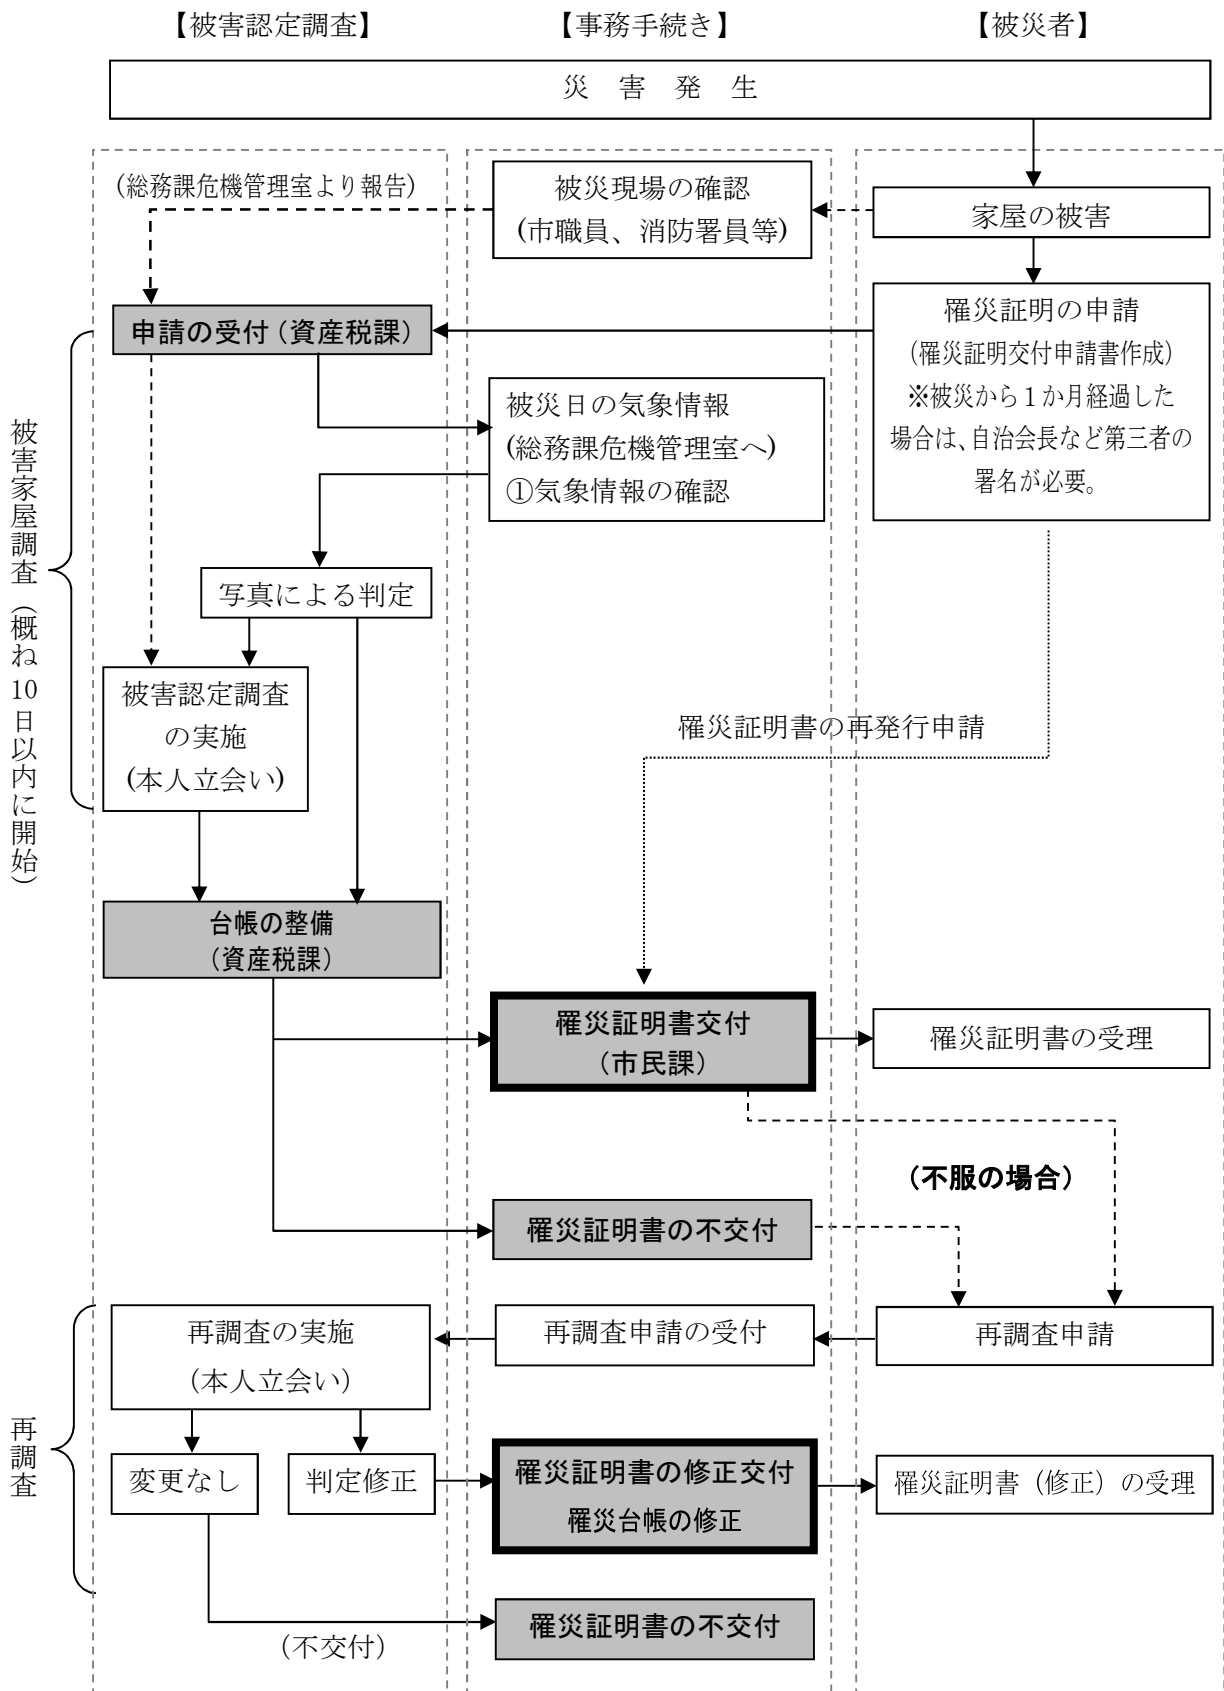 【被害認定調査】
【事務手続き】
【被災者】
災 害 発 生
(総務課危機管理室より報告)
被災現場の確認
(市職員、消防署員等)
家屋の被害
申請の受付(資産税課)
罹災証明の申請
(罹災証明交付申請書作成)
※被災から1か月経過した
場合は、自治会長など第三者の
署名が必要。
被災日の気象情報
(総務課危機管理室へ)
①気象情報の確認
被害家屋調査(概ね10日以内に開始)
写真による判定
被害認定調査
の実施
(本人立会い)
罹災証明書の再発行申請
台帳の整備
(資産税課)
罹災証明書交付
(市民課)
罹災証明書の受理
(不服の場合)
罹災証明書の不交付
再調査の実施
(本人立会い)
再調査申請の受付
再調査申請
再調査
変更なし
判定修正
罹災証明書の修正交付
罹災台帳の修正
罹災証明書(修正)の受理
罹災証明書の不交付
(不交付)